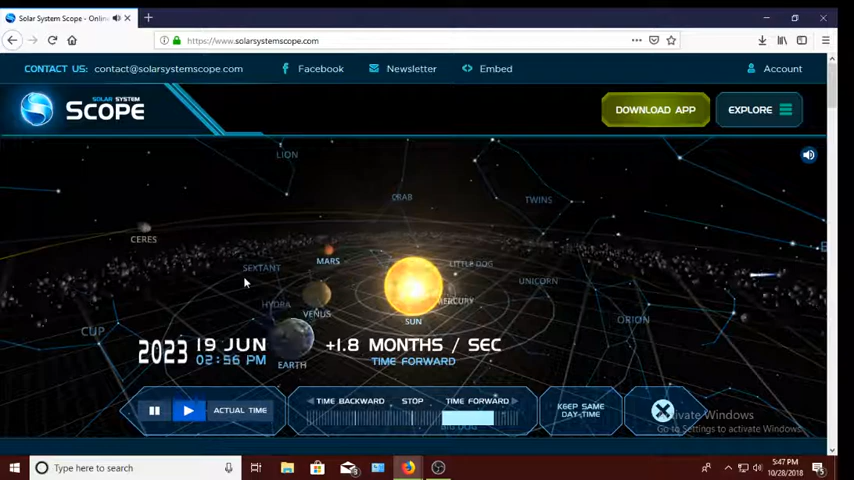 Solar System Scope - Onlin
https://www.solarsystemscope.com
CONTACT US: contact@solarsystemscope.com
Facebook
Newsletter
Embed
Account
SOLAR SYSTEM
SCOPE
DOWNLOAD APP
EXPLORE
LION
CRAB
TWINS
CERES
MARS
SEXTANT
LITTLE DOG
UNICORN
HYDRA
VENUS
MERCURY
SUN
ORION
CUP
EARTH
2023 19 JUN
02:56 PM
+1.8 MONTHS / SEC
TIME FORWARD
ACTUAL TIME
TIME BACKWARD
STOP
TIME FORWARD
KEEP SAME
DAY-TIME
Activate Windows
Go to Settings to activate Windows.
Type here to search
5:47 PM
10/28/2018